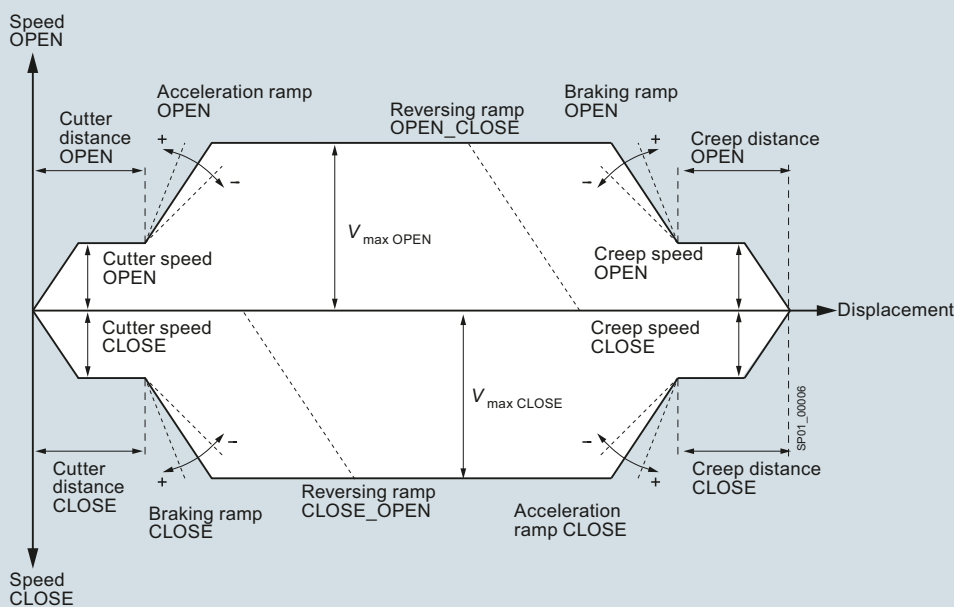 Speed
OPEN
Acceleration ramp
OPEN
Braking ramp
OPEN
Reversing ramp
OPEN_CLOSE
Cutter
distance
OPEN
Creep distance
OPEN
+
–
+
–
V max OPEN
Cutter speed
OPEN
Creep speed
OPEN
Displacement
Cutter speed
CLOSE
Creep speed
CLOSE
V max CLOSE
SP01_00006
–
+
–
+
Cutter
distance
CLOSE
Creep distance
CLOSE
Reversing ramp
CLOSE_OPEN
Braking ramp
CLOSE
Acceleration
ramp CLOSE
Speed
CLOSE